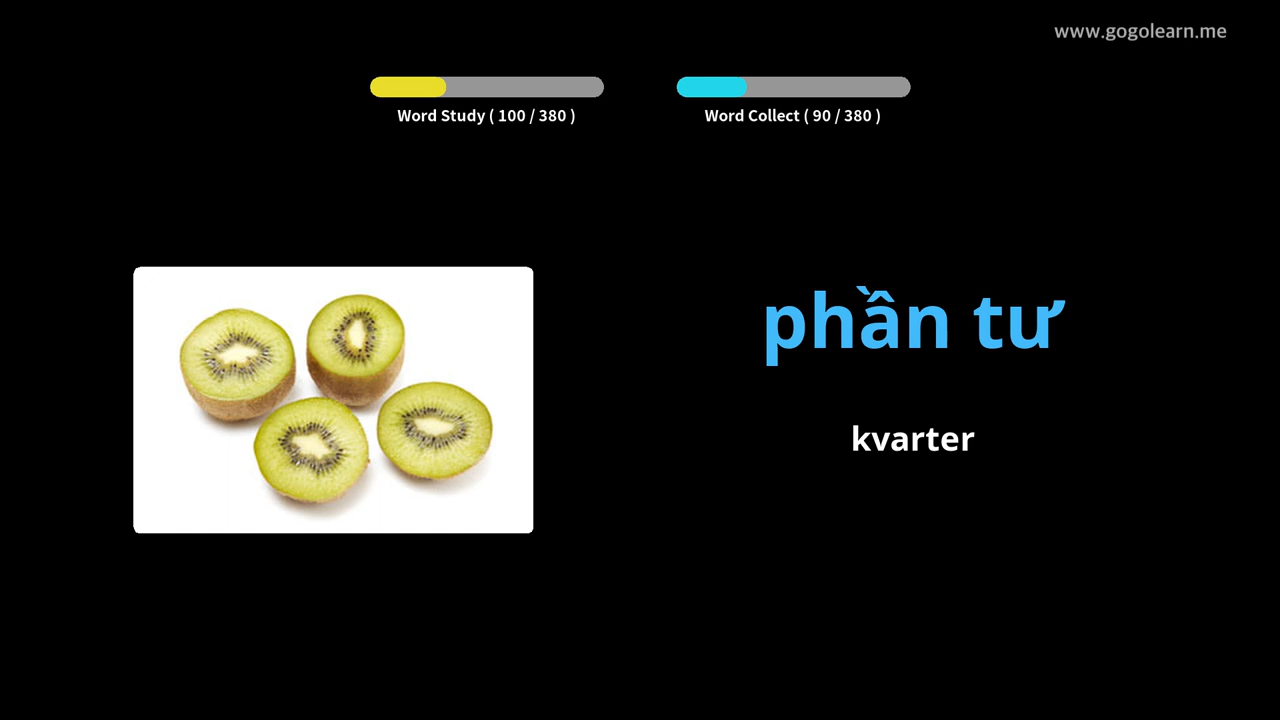 www.gogolearn.me
Word Study ( 100 / 380 )
Word Collect ( 90 / 380 )
phần tư
kvarter